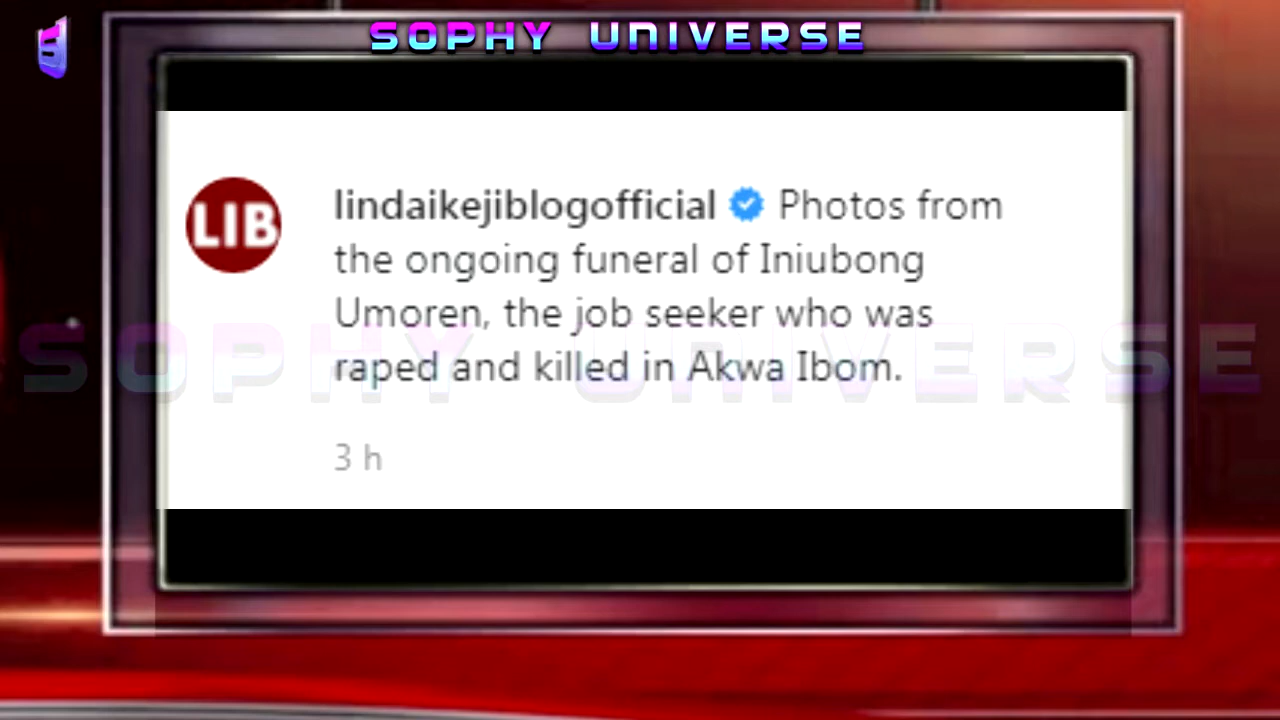 SOPHY UNIVERSE
LIB
lindaikejiblogofficial Photos from
the ongoing funeral of Iniubong
Umoren, the job seeker who was
raped and killed in Akwa Ibom.
SOPHY UNIVERSE
3 h